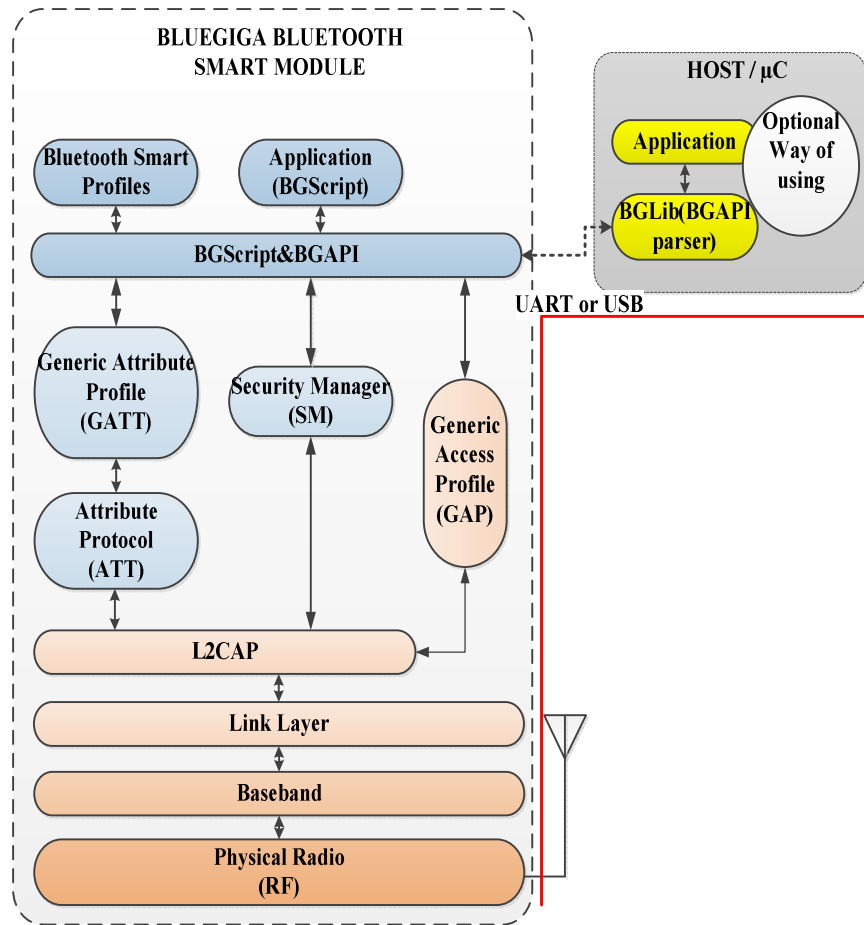 BLUEGIGA BLUETOOTH
SMART MODULE
HOST / µC
Bluetooth Smart
Profiles
Application
(BGScript)
Application
Optional
Way of
using
BGLib(BGAPI
parser)
BGScript&BGAPI
UART or USB
Generic Attribute
Profile
(GATT)
Security Manager
(SM)
Generic
Access
Profile
(GAP)
Attribute
Protocol
(ATT)
L2CAP
Link Layer
Baseband
Physical Radio
(RF)